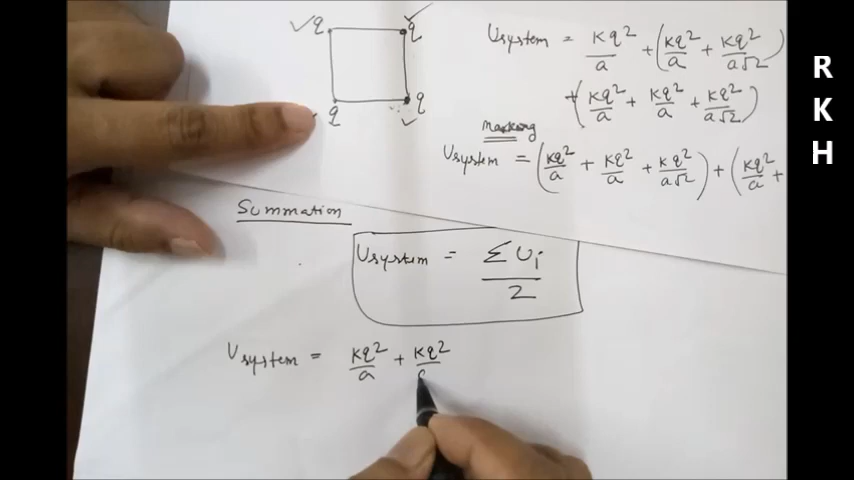 ✓q q✓
q q✓
Usystem = Kq²/a + (Kq²/a + Kq²/a√2)
+ (Kq²/a + Kq²/a + Kq²/a√2)
Marking
Usystem = (Kq²/a + Kq²/a + Kq²/a√2) + (Kq²/a +
Summation
Usystem = ΣUi/2
Usystem = Kq²/a + Kq²/
R
K
H